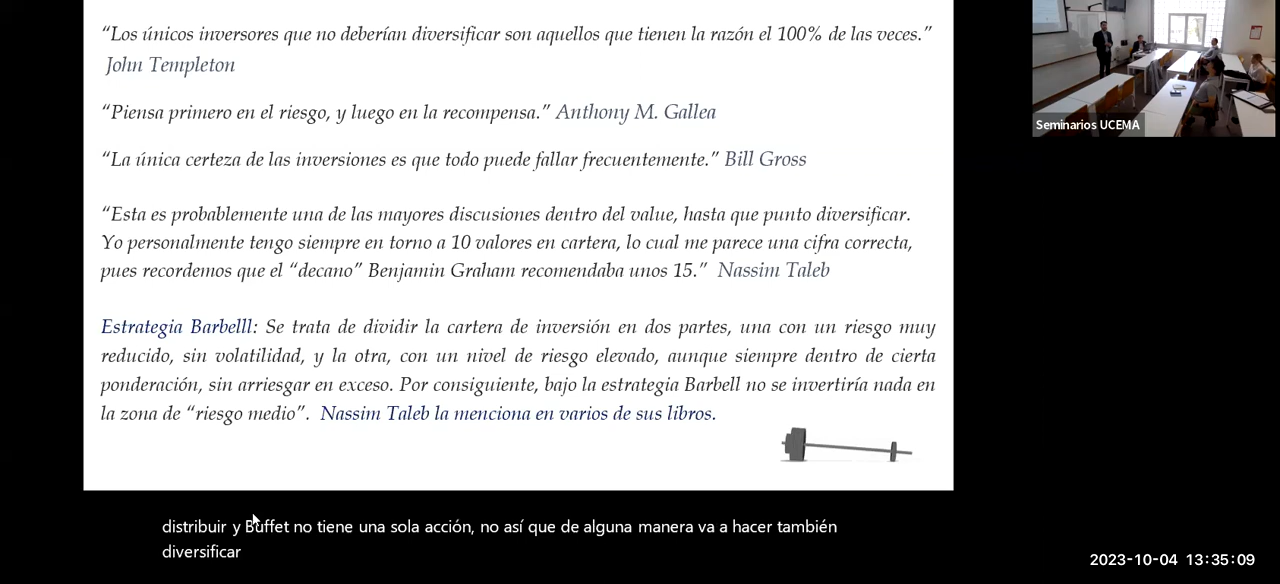 “Los únicos inversores que no deberían diversificar son aquellos que tienen la razón el 100% de las veces.”
John Templeton
“Piensa primero en el riesgo, y luego en la recompensa.” Anthony M. Gallea
“La única certeza de las inversiones es que todo puede fallar frecuentemente.” Bill Gross
“Esta es probablemente una de las mayores discusiones dentro del value, hasta que punto diversificar.
Yo personalmente tengo siempre en torno a 10 valores en cartera, lo cual me parece una cifra correcta,
pues recordemos que el “decano” Benjamin Graham recomendaba unos 15.” Nassim Taleb
Estrategia Barbelll: Se trata de dividir la cartera de inversión en dos partes, una con un riesgo muy
reducido, sin volatilidad, y la otra, con un nivel de riesgo elevado, aunque siempre dentro de cierta
ponderación, sin arriesgar en exceso. Por consiguiente, bajo la estrategia Barbell no se invertiría nada en
la zona de “riesgo medio”. Nassim Taleb la menciona en varios de sus libros.
Seminarios UCEMA
distribuir y Buffet no tiene una sola acción, no así que de alguna manera va a hacer también
diversificar
2023-10-04 13:35:09